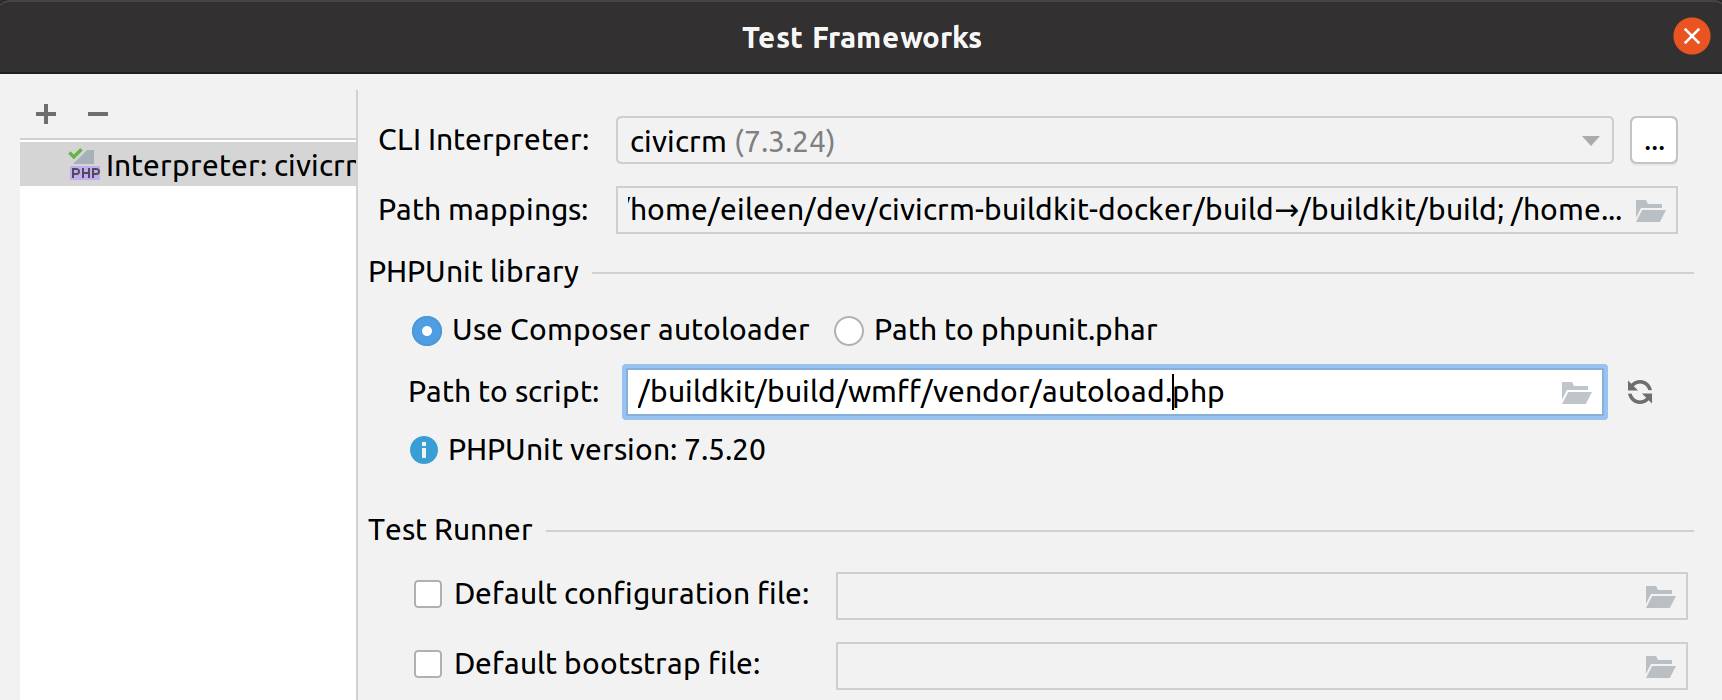 Test Frameworks
CLI Interpreter: civicrm (7.3.24) ...
PHP Interpreter: civicrm
Path mappings: /home/eileen/dev/civicrm-buildkit-docker/build→/buildkit/build; /home...
PHPUnit library
Use Composer autoloader Path to phpunit.phar
Path to script: /buildkit/build/wmff/vendor/autoload.php
PHPUnit version: 7.5.20
Test Runner
Default configuration file:
Default bootstrap file: